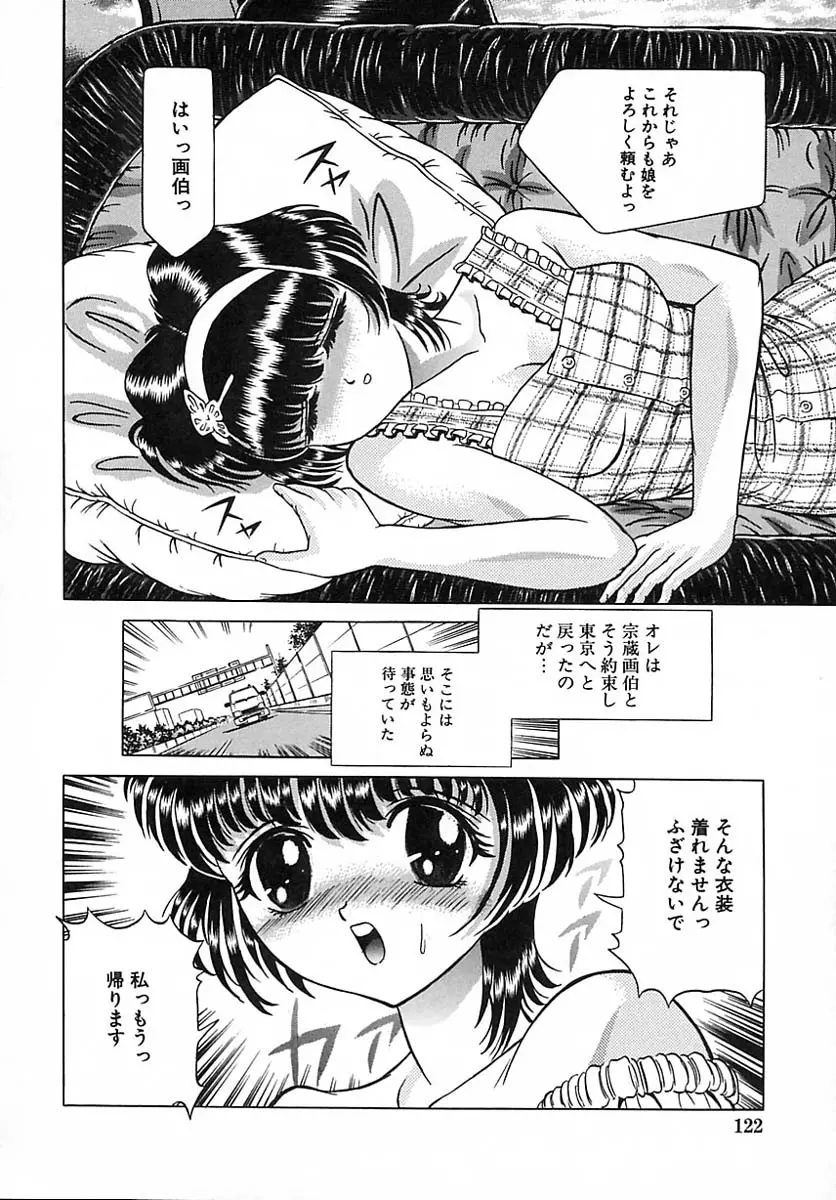 それじゃあ
これからも娘を
よろしく頼むよっ
はいっ画伯っ
スメ
スメ
オレは
宗蔵画伯と
そう約束し
東京へと
戻ったの
だが…
そこには
思いもよらぬ
事態が
待っていた
そんな衣装
着れませんっ
ふざけないで
私っもうっ
帰ります
カアアア
122